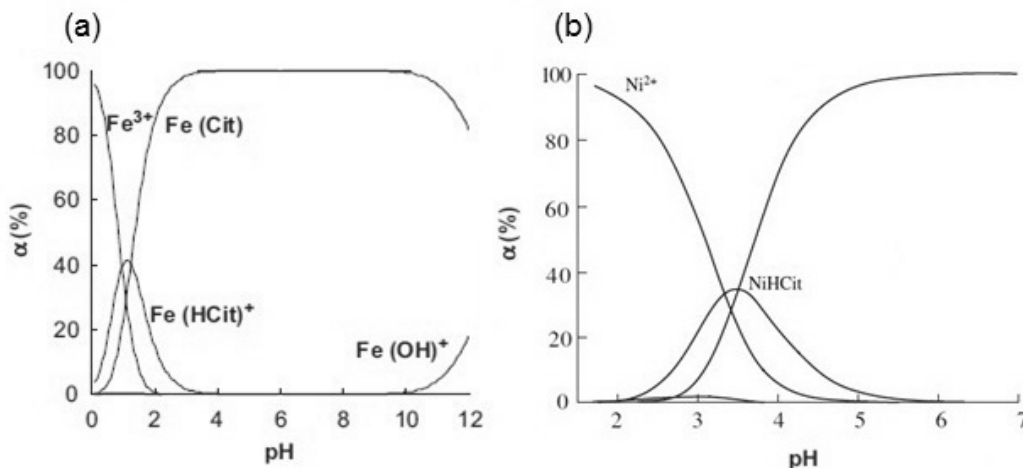 (a)
(b)
100
80
60
40
20
0
α (%)
Fe³⁺
Fe (Cit)
Fe (HCit)⁺
Fe (OH)⁺
0 2 4 6 8 10 12
pH
100
80
60
40
20
0
α (%)
Ni²⁺
NiHCit
2 3 4 5 6 7
pH